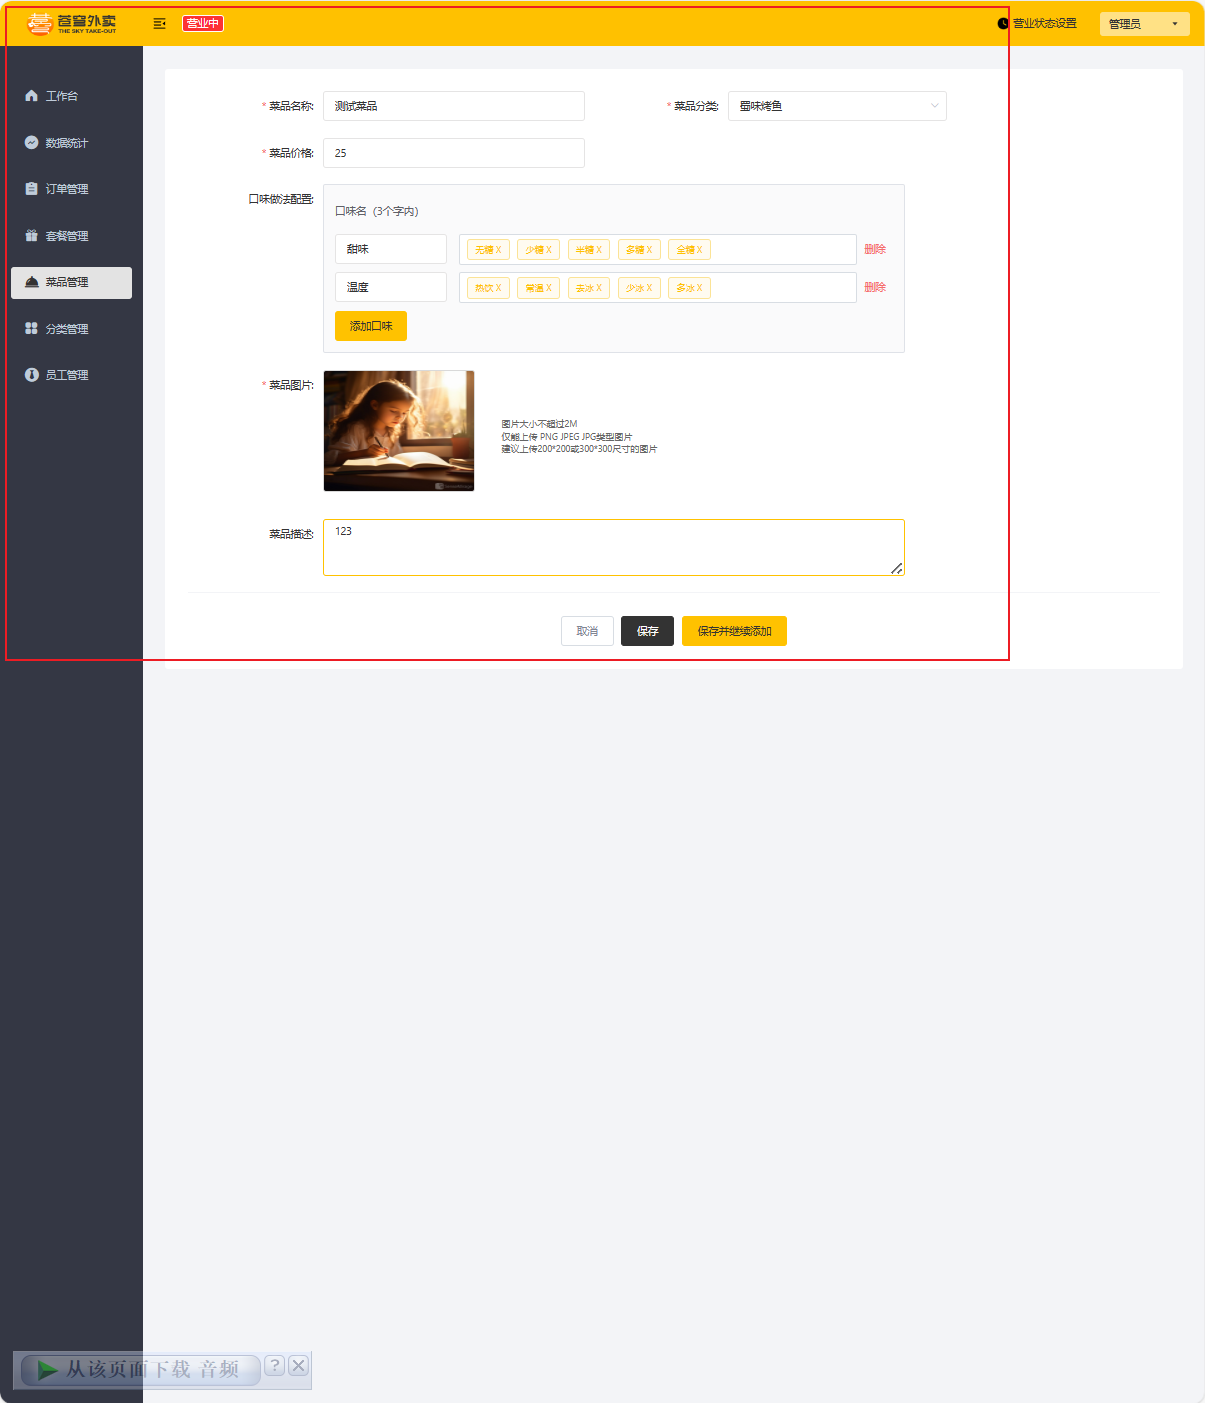 苍穹外卖
THE SKY TAKE-OUT
营业中
营业状态设置
管理员
工作台
数据统计
订单管理
套餐管理
菜品管理
分类管理
员工管理
* 菜品名称: 测试菜品
* 菜品分类: 蜀味烤鱼
* 菜品价格: 25
口味做法配置:
口味名（3个字内）
甜味 无糖 X 少糖 X 半糖 X 多糖 X 全糖 X 删除
温度 热饮 X 常温 X 去冰 X 少冰 X 多冰 X 删除
添加口味
* 菜品图片:
图片大小不超过2M
仅能上传 PNG JPEG JPG类型图片
建议上传200*200或300*300尺寸的图片
菜品描述: 123
取消 保存 保存并继续添加
从该页面下载 音频 ? X